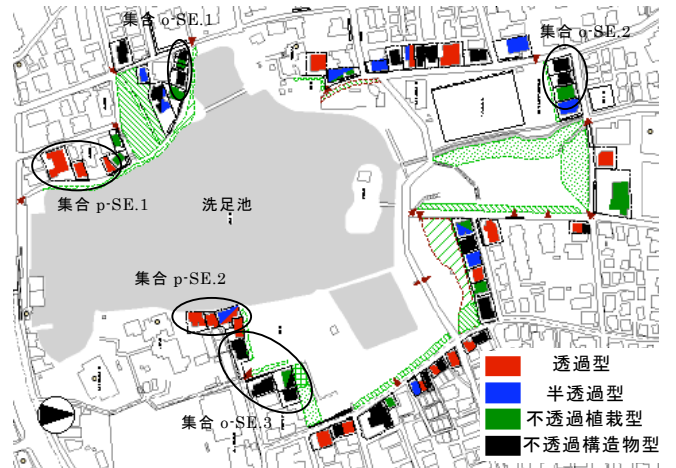 集合 o-SE.1
集合 o-SE.2
集合 p-SE.1
洗足池
集合 p-SE.2
集合 o-SE.3
透過型
半透過型
不透過植栽型
不透過構造物型